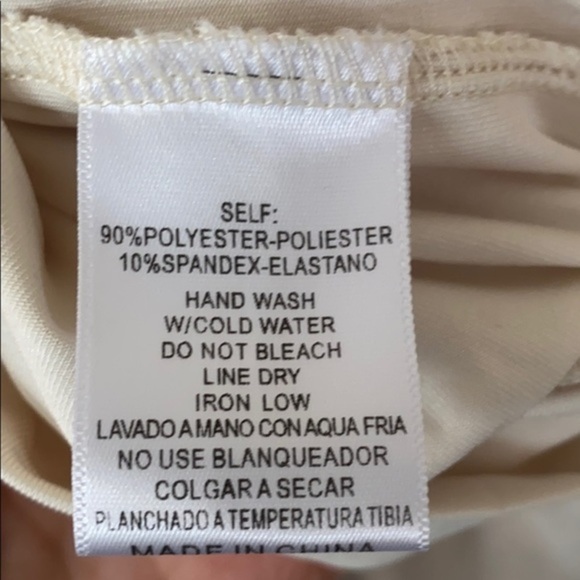 SELF:
90%POLYESTER-POLIESTER
10%SPANDEX-ELASTANO
HAND WASH
W/COLD WATER
DO NOT BLEACH
LINE DRY
IRON LOW
LAVADO A MANO CON AQUA FRIA
NO USE BLANQUEADOR
COLGAR A SECAR
PLANCHADO A TEMPERATURA TIBIA
MADE IN CHINA